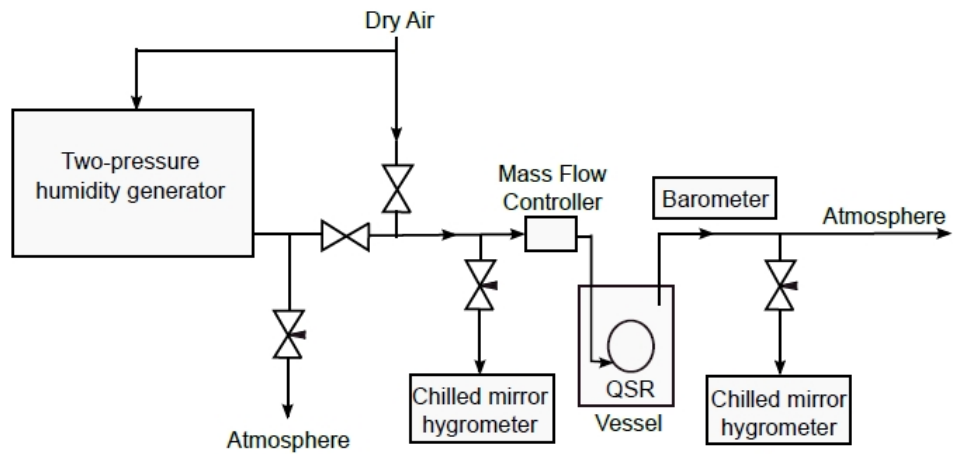 Dry Air
Two-pressure
humidity generator
Mass Flow
Controller
Barometer
Atmosphere
QSR
Vessel
Chilled mirror
hygrometer
Chilled mirror
hygrometer
Atmosphere